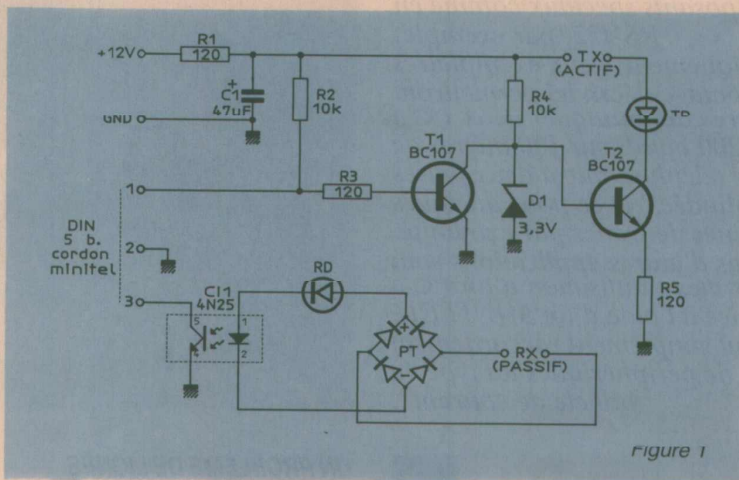 +12V
R1
120
C1
47uF
+
R2
10k
GND
TX
(ACTIF)
R4
10k
T1
BC107
T2
BC107
1
R3
120
D1
3,3V
DIN
5 b.
cordon
minitel
2
3
CI1
4N25
5
4
1
2
RD
+
PT
-
RX
(PASSIF)
R5
120
Figure 1